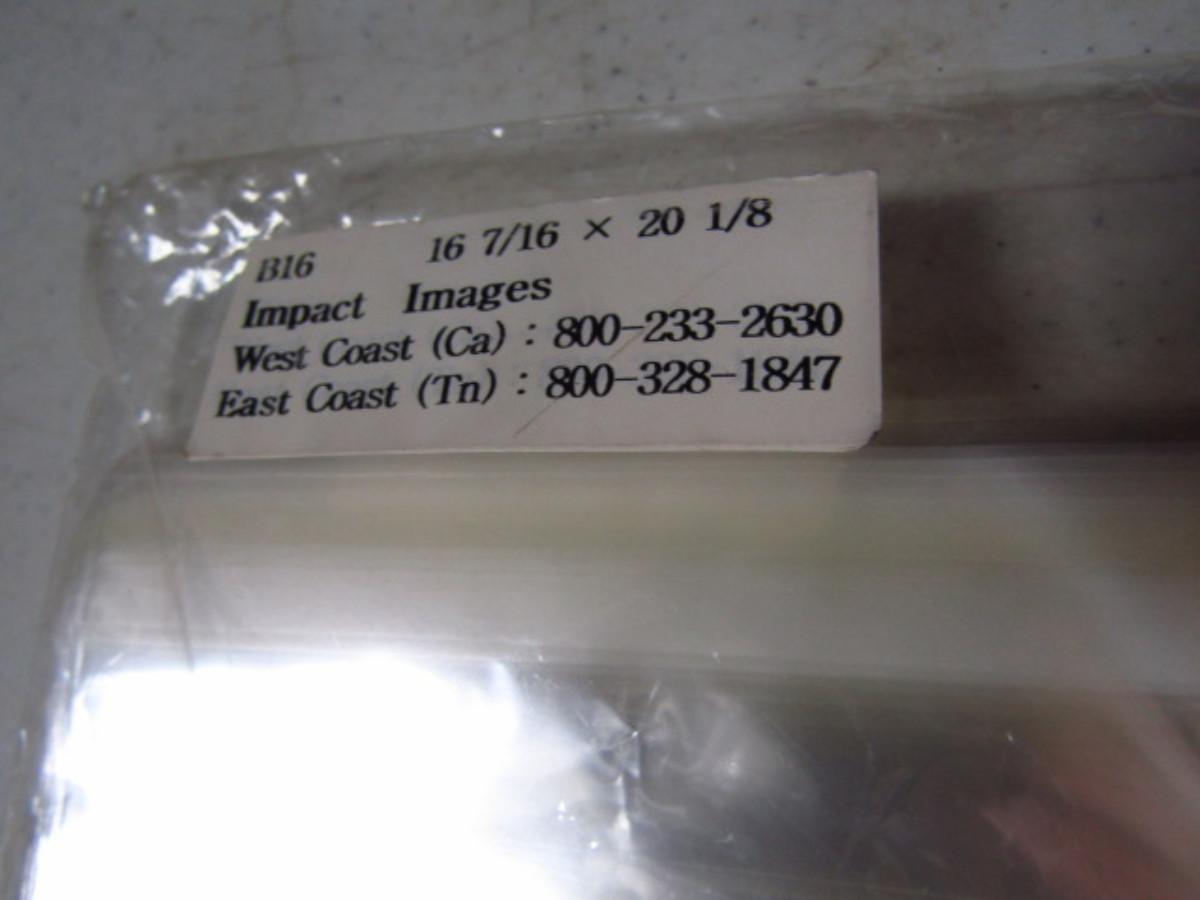 B16 16 7/16 × 20 1/8
Impact Images
West Coast (Ca) : 800-233-2630
East Coast (Tn) : 800-328-1847